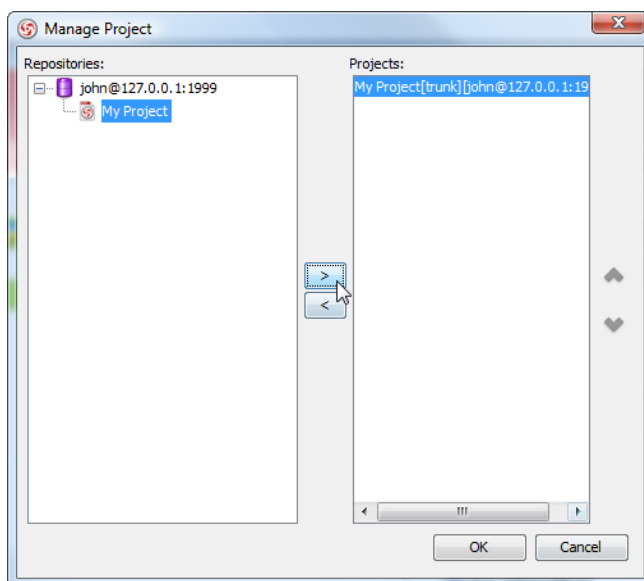 Manage Project
Repositories:
john@127.0.0.1:1999
My Project
Projects:
My Project[trunk][john@127.0.0.1:19
>
<
OK
Cancel